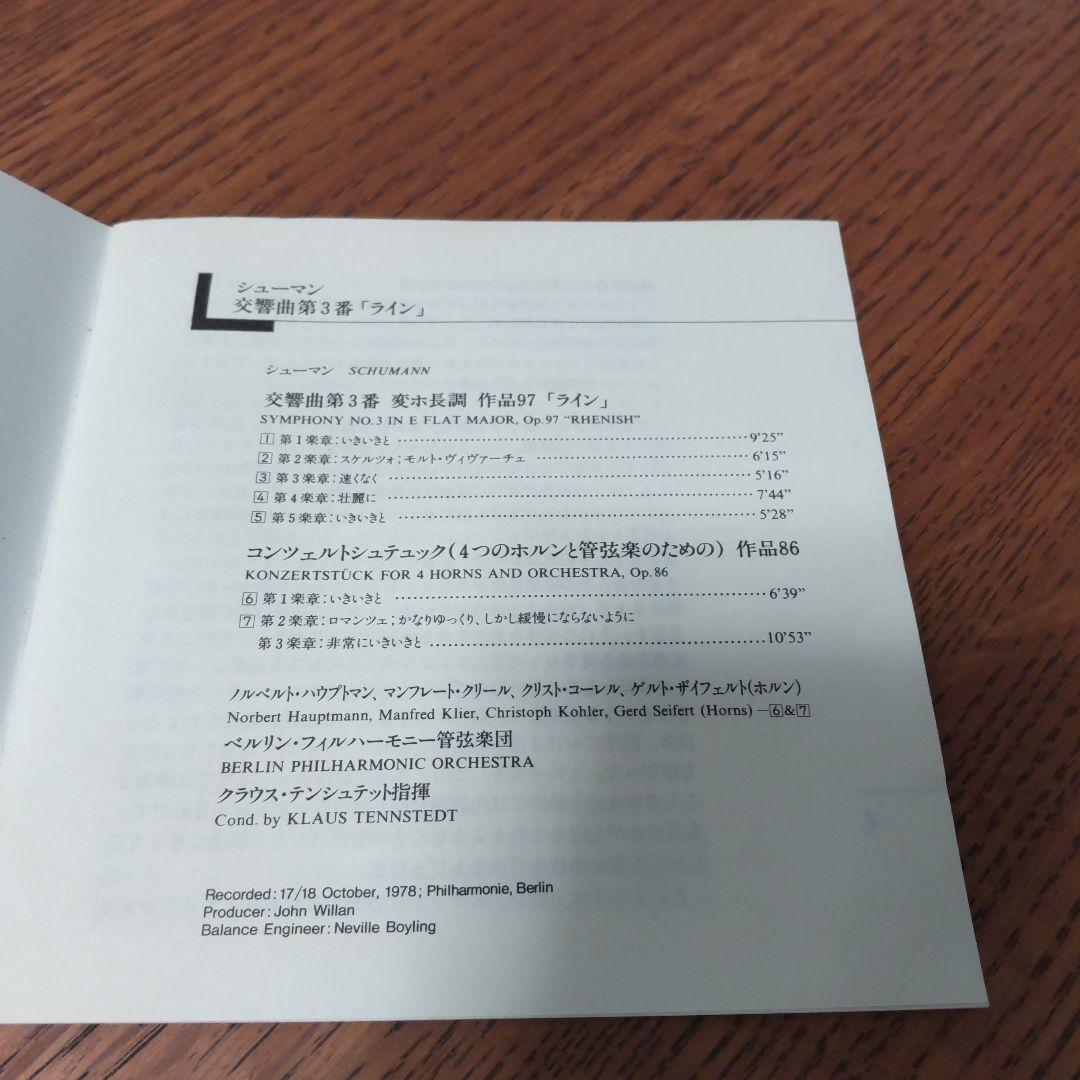 シューマン
交響曲第3番「ライン」
シューマン SCHUMANN
交響曲第3番 変ホ長調 作品97「ライン」
SYMPHONY NO.3 IN E FLAT MAJOR, Op.97 “RHENISH”
1 第1楽章：いきいきと ……………… 9’25”
2 第2楽章：スケルツォ；モルト・ヴィヴァーチェ ……………… 6’15”
3 第3楽章：速くなく ……………… 5’16”
4 第4楽章：壮麗に ……………… 7’44”
5 第5楽章：いきいきと ……………… 5’28”
コンツェルトシュテュック（4つのホルンと管弦楽のための） 作品86
KONZERTSTÜCK FOR 4 HORNS AND ORCHESTRA, Op.86
6 第1楽章：いきいきと ……………… 6’39”
7 第2楽章：ロマンツェ；かなりゆっくり、しかし緩慢にならないように
第3楽章：非常にいきいきと ……………… 10’53”
ノルベルト・ハウプトマン、マンフレート・クリール、クリスト・コーレル、ゲルト・ザイフェルト（ホルン）
Norbert Hauptmann, Manfred Klier, Christoph Kohler, Gerd Seifert (Horns) —6&7
ベルリン・フィルハーモニー管弦楽団
BERLIN PHILHARMONIC ORCHESTRA
クラウス・テンシュテット指揮
Cond. by KLAUS TENNSTEDT
Recorded: 17/18 October, 1978; Philharmonie, Berlin
Producer: John Willan
Balance Engineer: Neville Boyling